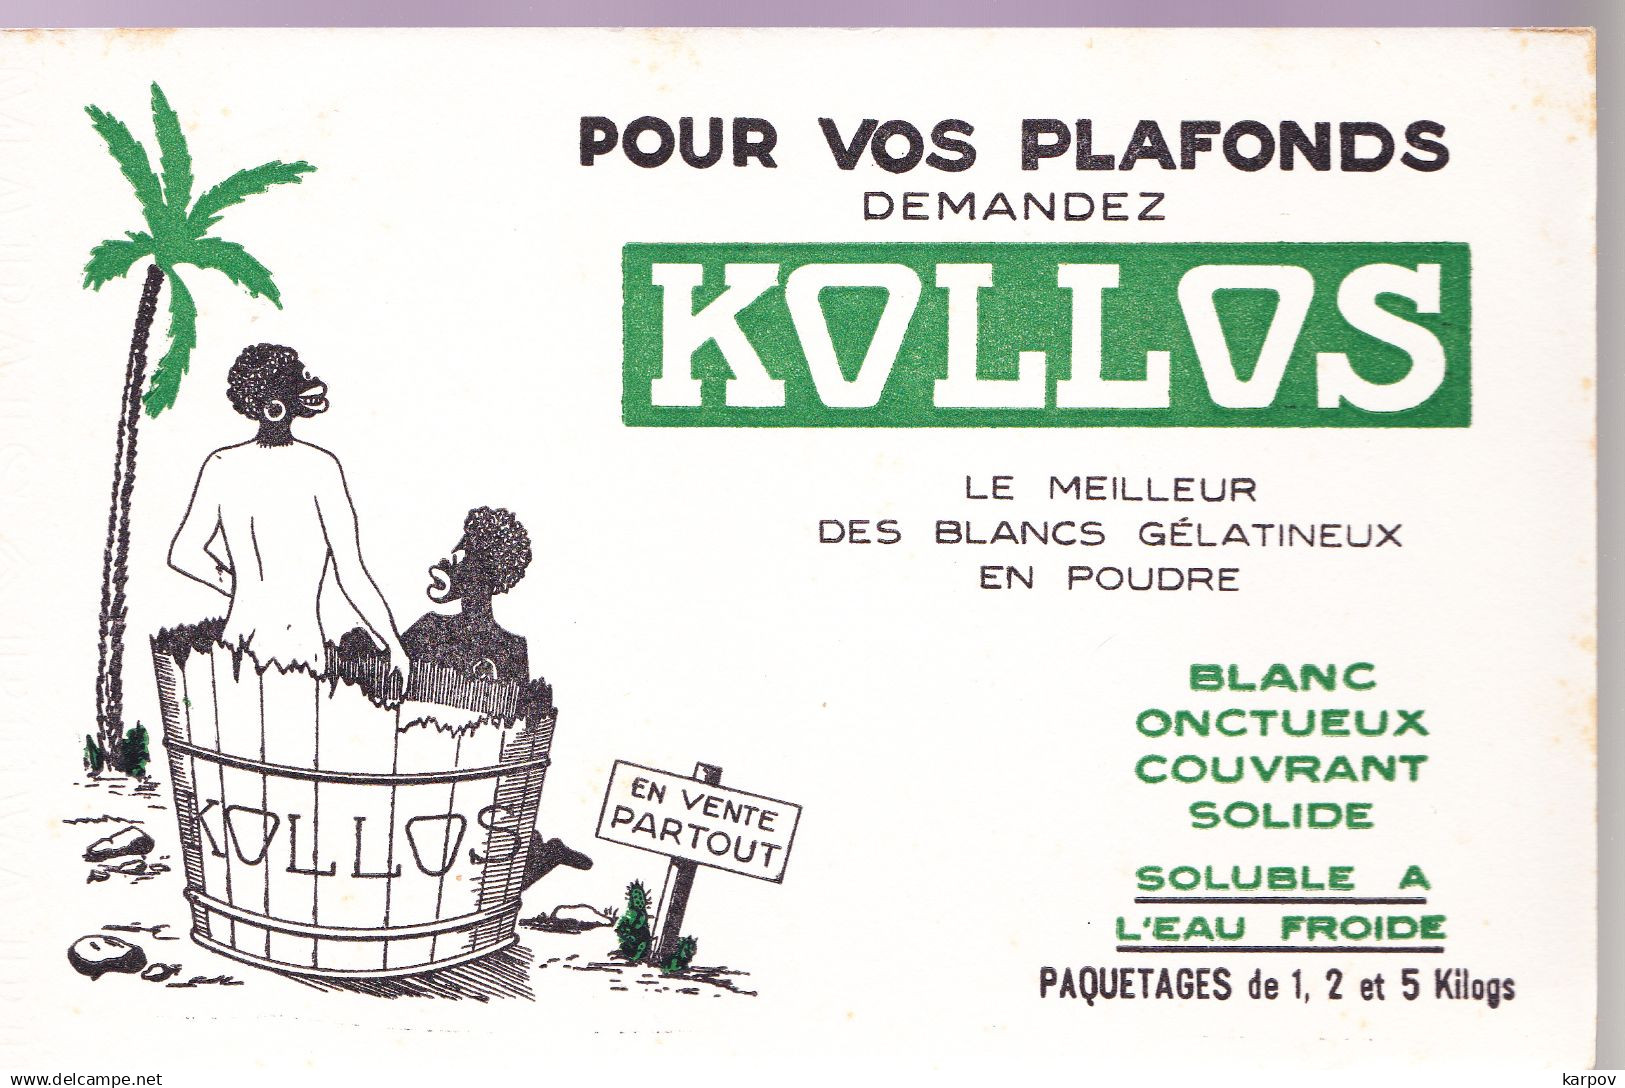 POUR VOS PLAFONDS
DEMANDEZ
KOLLOS
LE MEILLEUR
DES BLANCS GÉLATINEUX
EN POUDRE
BLANC
ONCTUEUX
COUVRANT
SOLIDE
SOLUBLE A
L'EAU FROIDE
PAQUETAGES de 1, 2 et 5 Kilogs
KOLLOS
EN VENTE
PARTOUT
www.delcampe.net
karpov